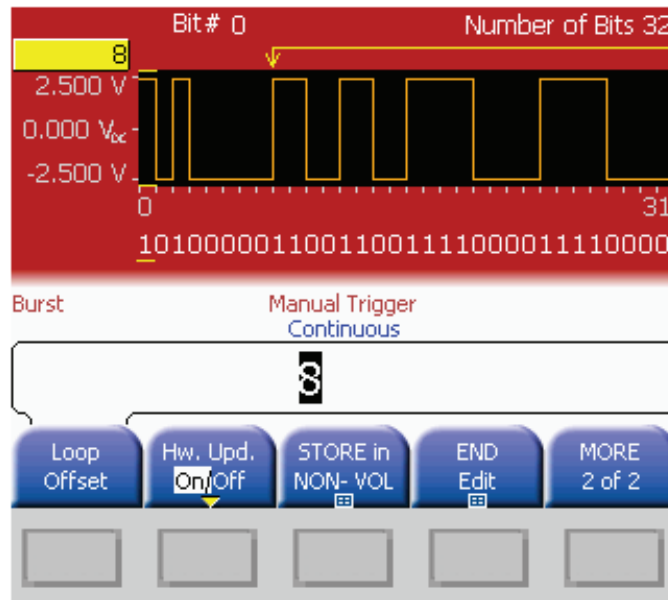 Bit# 0 Number of Bits 32
8
2.500 V
0.000 Vdc
-2.500 V
0 31
10100000110011001111000011110000
Burst Manual Trigger
Continuous
8
Loop Offset
Hw. Upd. On/Off
STORE in NON- VOL
END Edit
MORE 2 of 2